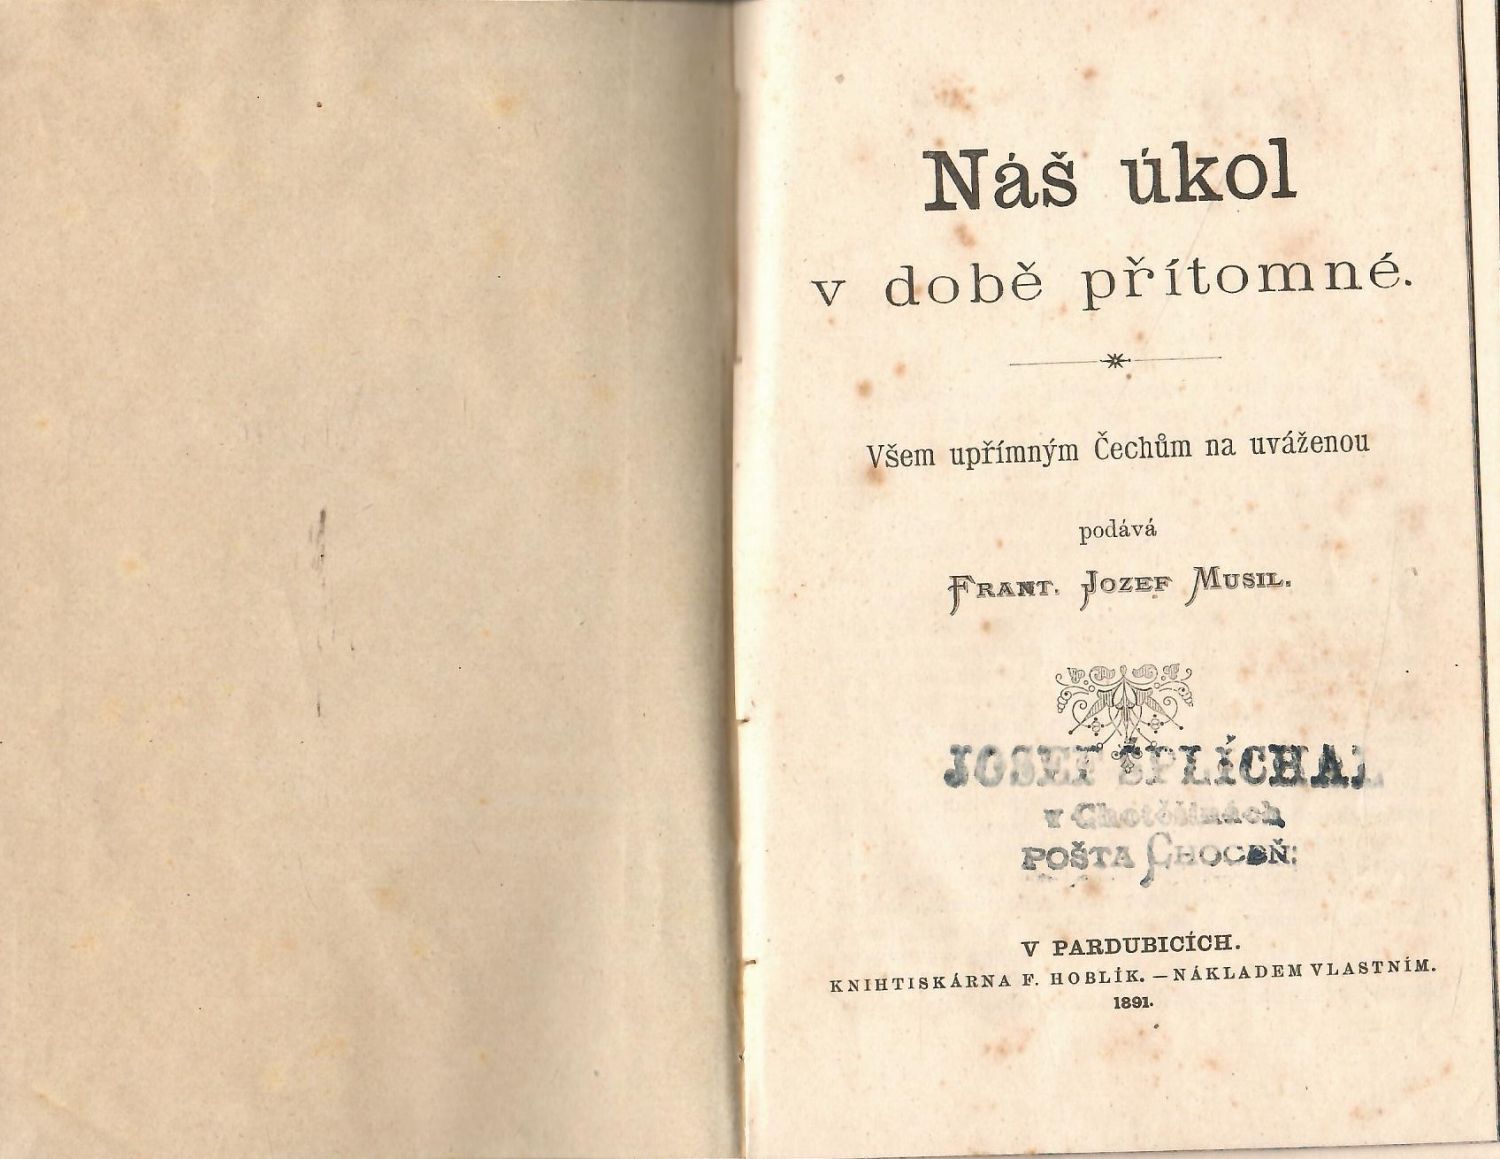 Náš úkol
v době přítomné.
Všem upřímným Čechům na uváženou
podává
FRANT. JOZEF MUSIL.
JOSEF ŠPLÍCHAL
v
POŠTA CHOCEŇ.
V PARDUBICÍCH.
KNIHTISKÁRNA F. HOBLÍK. — NÁKLADEM VLASTNÍM.
1891.